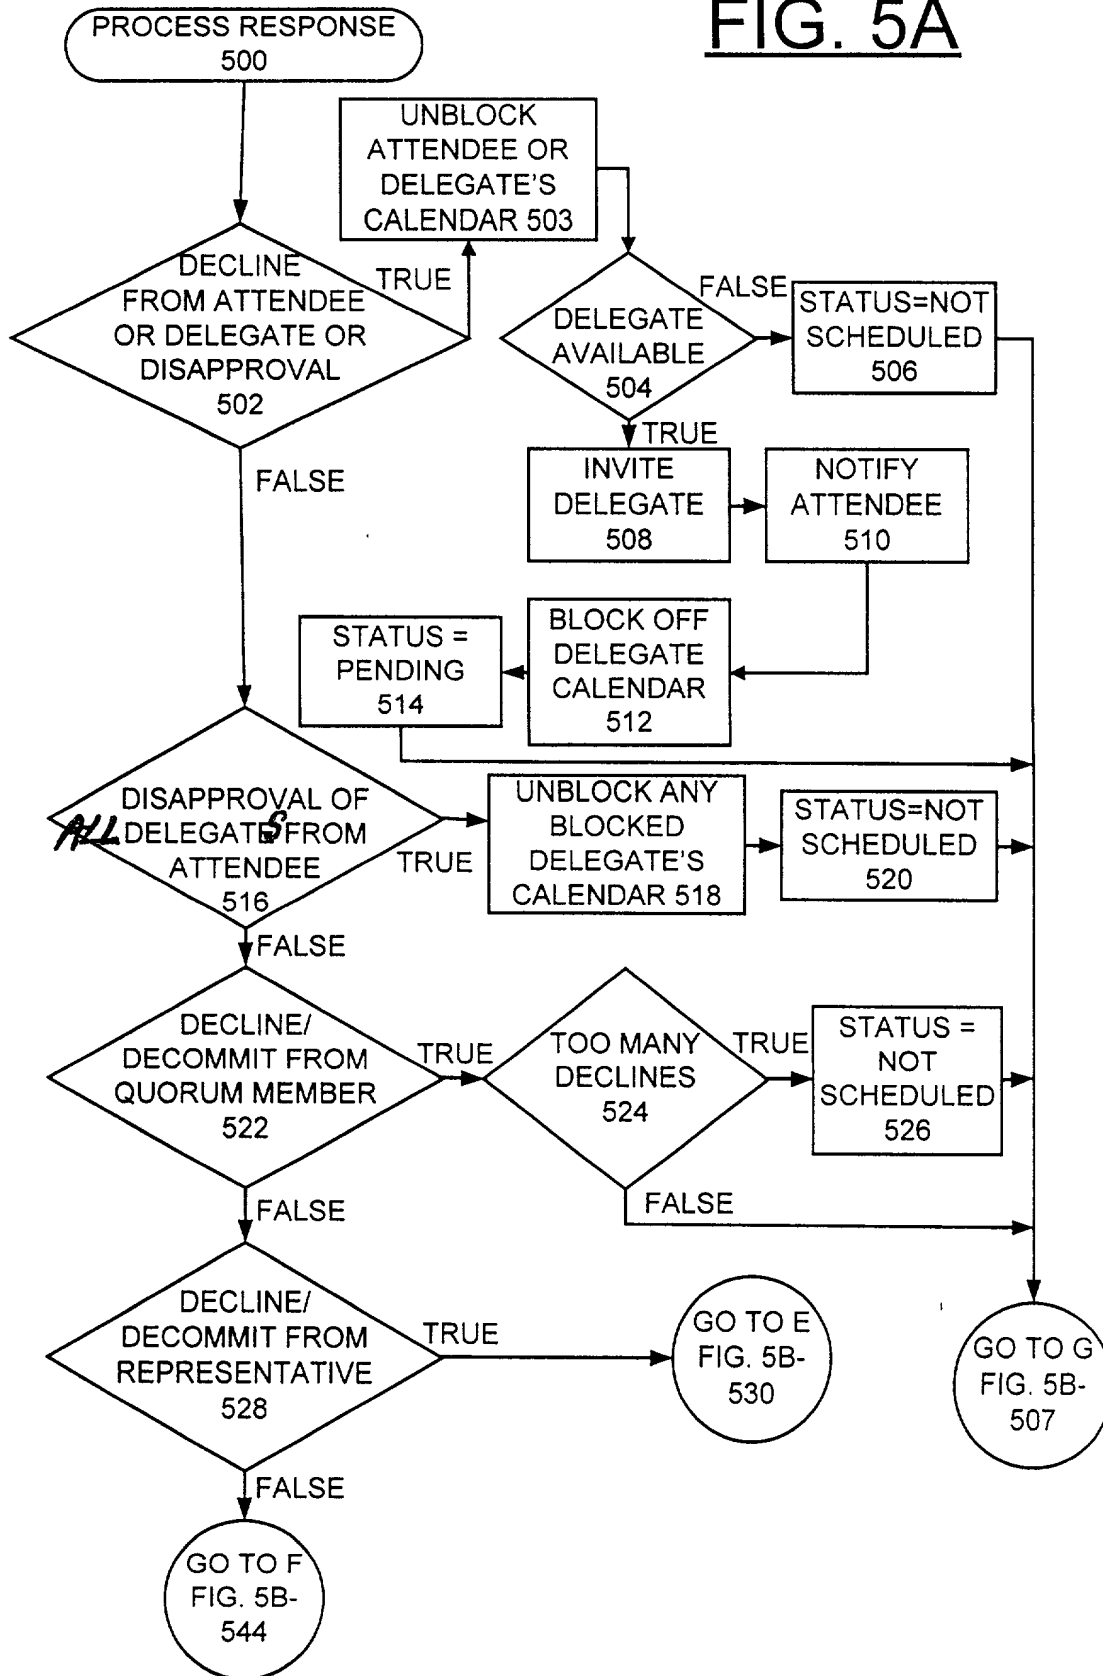 FIG. 5A
PROCESS RESPONSE
500
UNBLOCK
ATTENDEE OR
DELEGATE'S
CALENDAR 503
DECLINE
FROM ATTENDEE
OR DELEGATE OR
DISAPPROVAL
502
TRUE
FALSE
DELEGATE
AVAILABLE
504
FALSE
TRUE
STATUS=NOT
SCHEDULED
506
INVITE
DELEGATE
508
NOTIFY
ATTENDEE
510
BLOCK OFF
DELEGATE
CALENDAR
512
STATUS =
PENDING
514
DISAPPROVAL OF
ALL DELEGATES FROM
ATTENDEE
516
TRUE
FALSE
UNBLOCK ANY
BLOCKED
DELEGATE'S
CALENDAR 518
STATUS=NOT
SCHEDULED
520
DECLINE/
DECOMMIT FROM
QUORUM MEMBER
522
TRUE
FALSE
TOO MANY
DECLINES
524
TRUE
FALSE
STATUS =
NOT
SCHEDULED
526
DECLINE/
DECOMMIT FROM
REPRESENTATIVE
528
TRUE
FALSE
GO TO E
FIG. 5B-
530
GO TO G
FIG. 5B-
507
GO TO F
FIG. 5B-
544